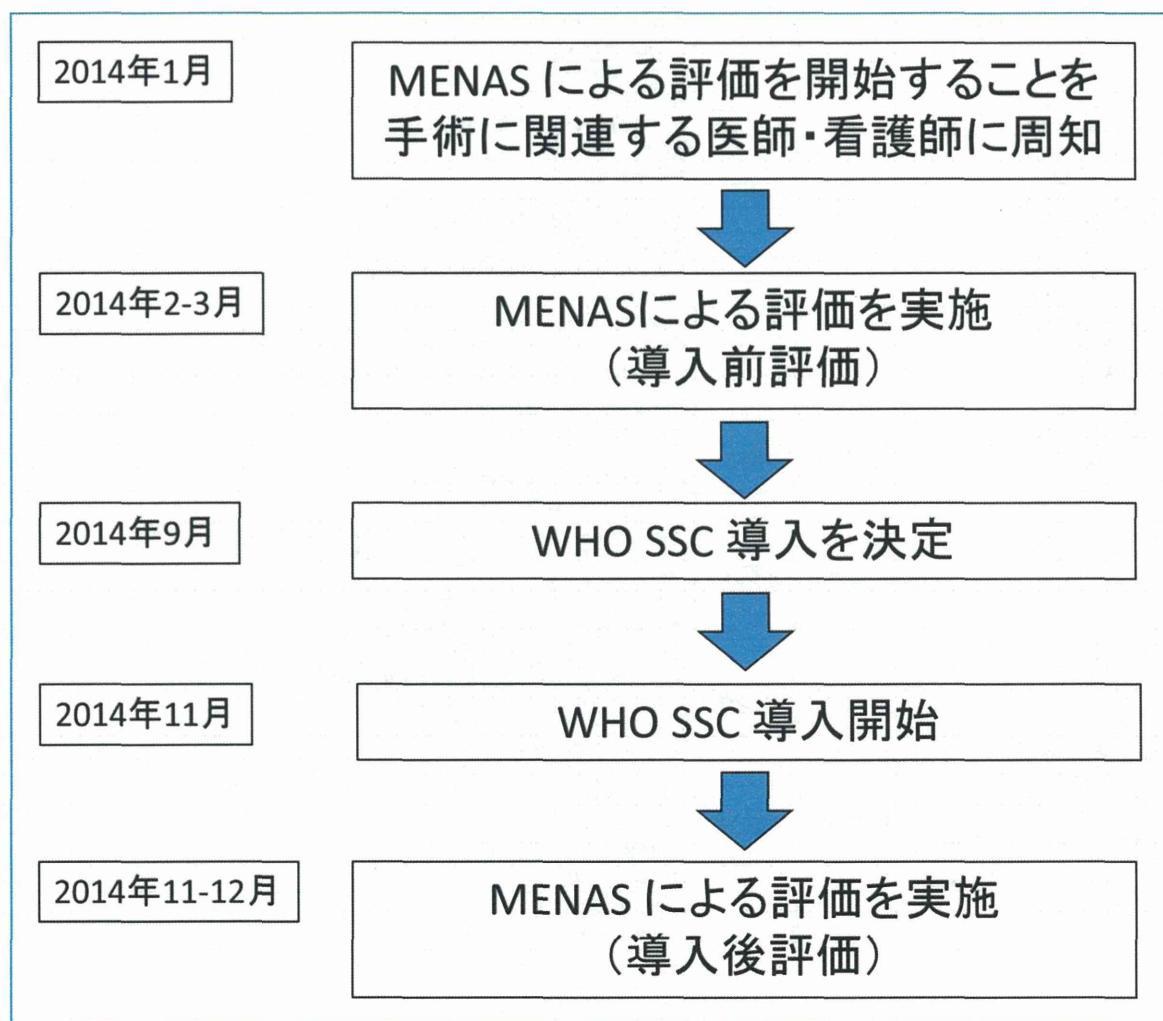 2014年1月
MENAS による評価を開始することを
手術に関連する医師・看護師に周知
2014年2-3月
MENASによる評価を実施
（導入前評価）
2014年9月
WHO SSC 導入を決定
2014年11月
WHO SSC 導入開始
2014年11-12月
MENAS による評価を実施
（導入後評価）